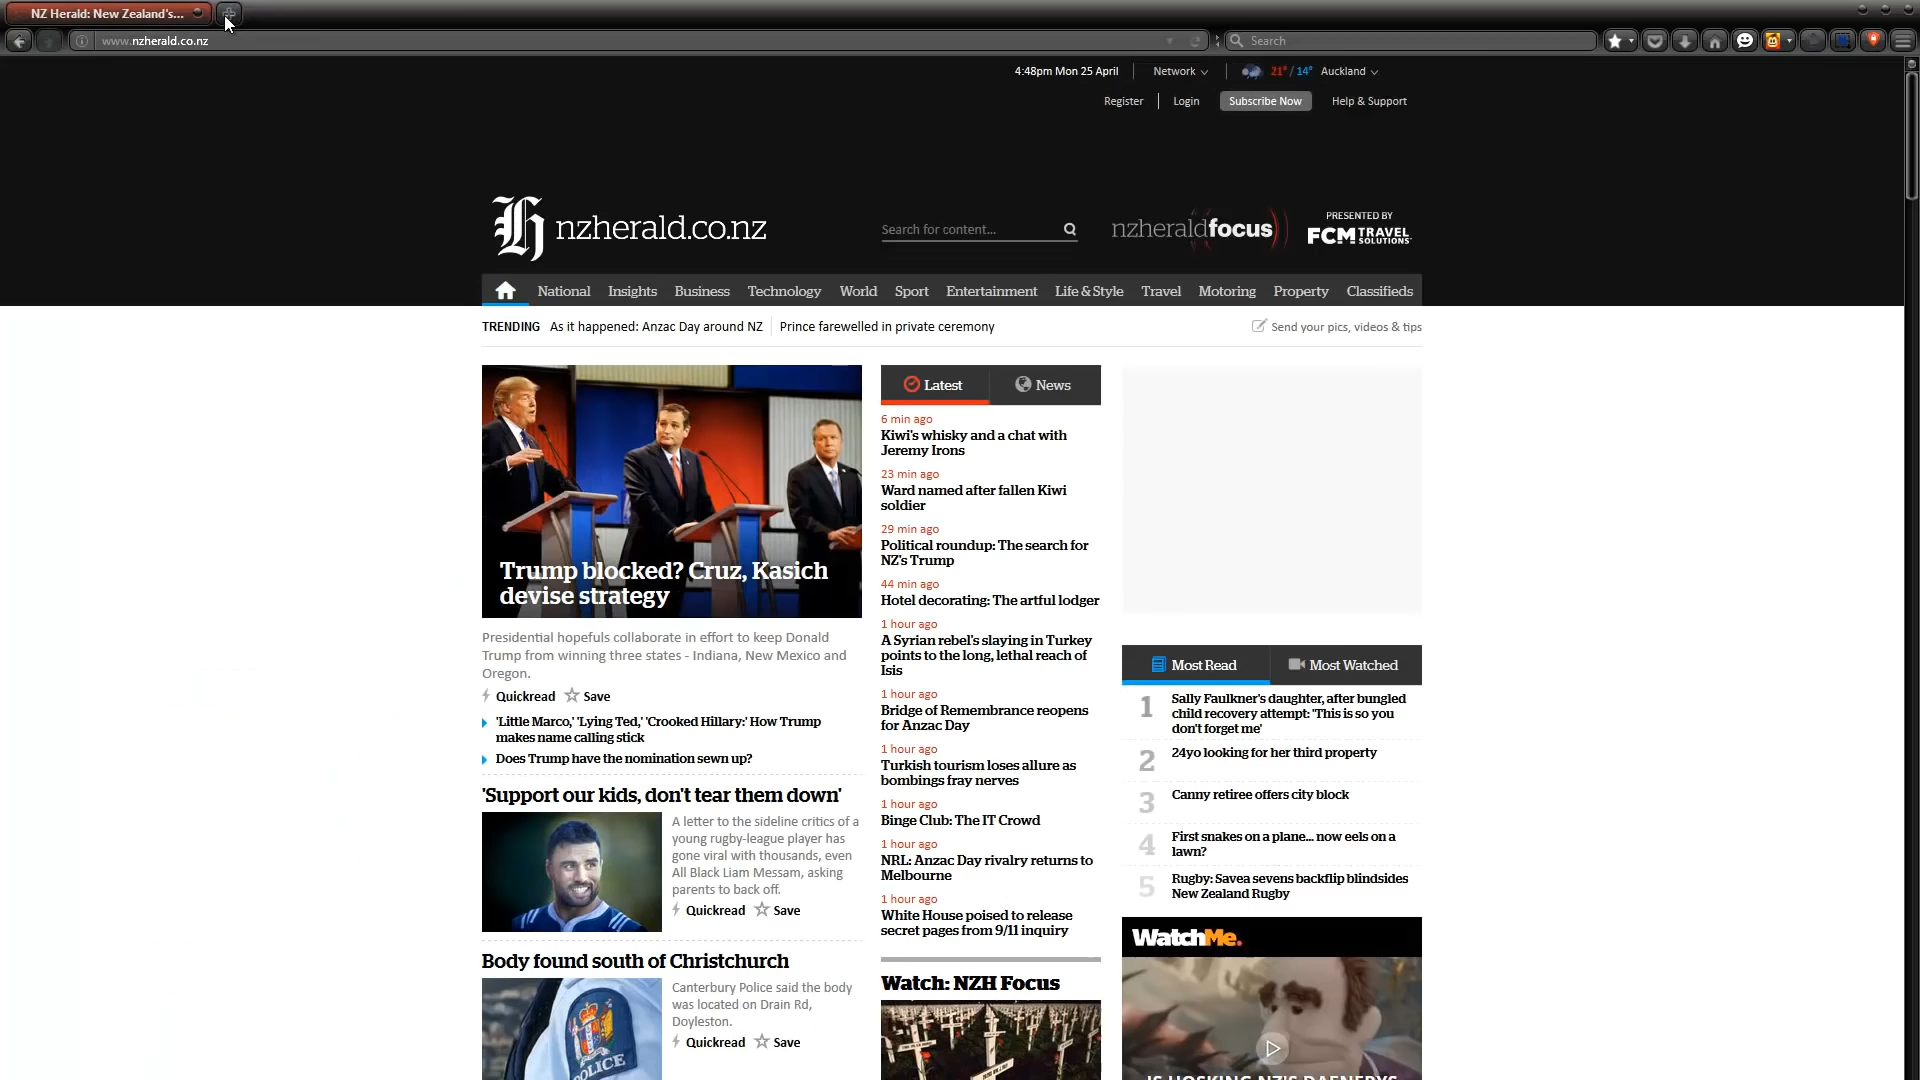 NZ Herald: New Zealand's...
www.nzherald.co.nz
Search
4:48pm Mon 25 April
Network
21° / 14° Auckland
Register
Login
Subscribe Now
Help & Support
nzherald.co.nz
Search for content...
nzheraldfocus
PRESENTED BY
FCM TRAVEL
SOLUTIONS
National
Insights
Business
Technology
World
Sport
Entertainment
Life & Style
Travel
Motoring
Property
Classifieds
TRENDING
As it happened: Anzac Day around NZ
Prince farewelled in private ceremony
Send your pics, videos & tips
Trump blocked? Cruz, Kasich
devise strategy
Presidential hopefuls collaborate in effort to keep Donald
Trump from winning three states - Indiana, New Mexico and
Oregon.
Quickread
Save
'Little Marco,' 'Lying Ted,' 'Crooked Hillary:' How Trump
makes name calling stick
Does Trump have the nomination sewn up?
'Support our kids, don't tear them down'
A letter to the sideline critics of a
young rugby-league player has
gone viral with thousands, even
All Black Liam Messam, asking
parents to back off.
Quickread
Save
Body found south of Christchurch
Canterbury Police said the body
was located on Drain Rd,
Doyleston.
Quickread
Save
POLICE
Latest
News
6 min ago
Kiwi's whisky and a chat with
Jeremy Irons
23 min ago
Ward named after fallen Kiwi
soldier
29 min ago
Political roundup: The search for
NZ's Trump
44 min ago
Hotel decorating: The artful lodger
1 hour ago
A Syrian rebel's slaying in Turkey
points to the long, lethal reach of
Isis
1 hour ago
Bridge of Remembrance reopens
for Anzac Day
1 hour ago
Turkish tourism loses allure as
bombings fray nerves
1 hour ago
Binge Club: The IT Crowd
1 hour ago
NRL: Anzac Day rivalry returns to
Melbourne
1 hour ago
White House poised to release
secret pages from 9/11 inquiry
Watch: NZH Focus
Most Read
Most Watched
1
Sally Faulkner's daughter, after bungled
child recovery attempt: 'This is so you
don't forget me'
2
24yo looking for her third property
3
Canny retiree offers city block
4
First snakes on a plane... now eels on a
lawn?
5
Rugby: Savea sevens backflip blindsides
New Zealand Rugby
WatchMe.
IS HOSKING NZ'S DAENERYS